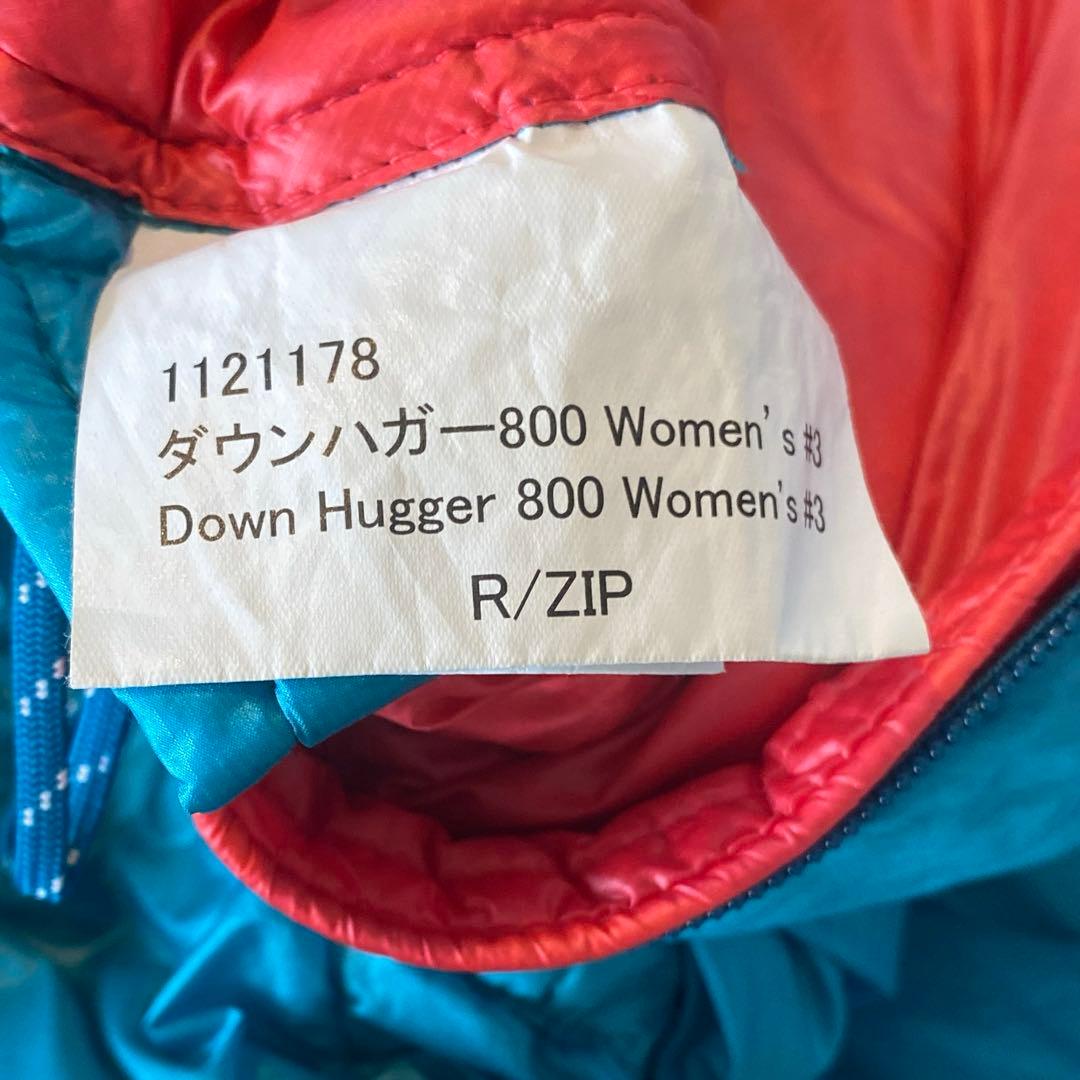 1121178
ダウンハガー800 Women's #3
Down Hugger 800 Women's #3
R/ZIP